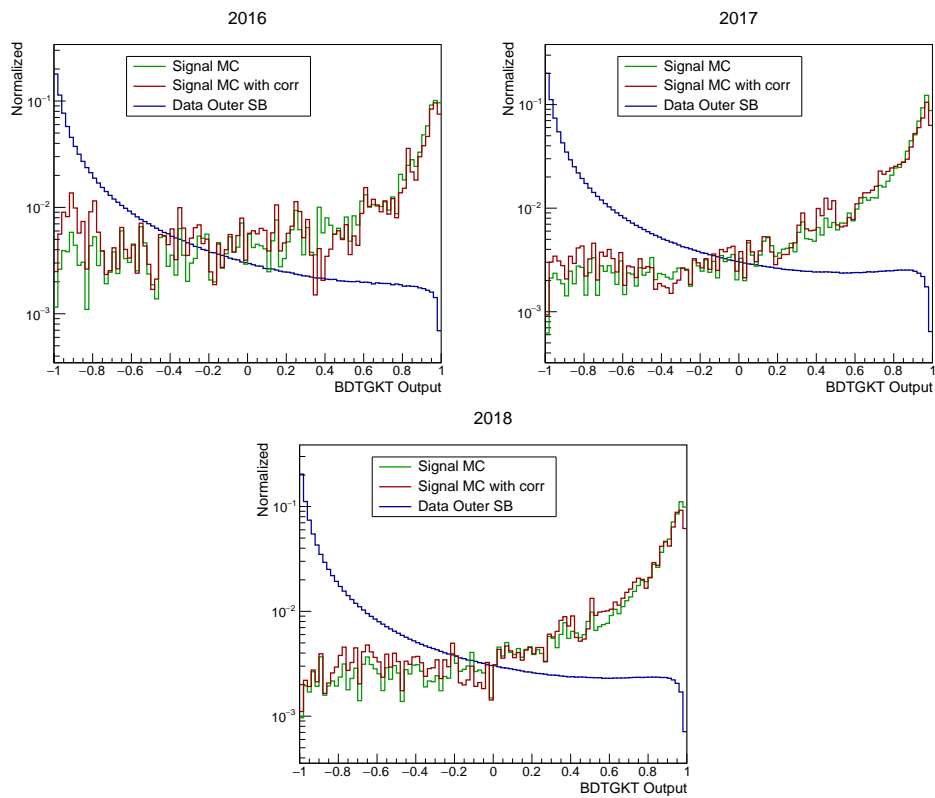 2016
Normalized
Signal MC
Signal MC with corr
Data Outer SB
10⁻¹
10⁻²
10⁻³
−1 −0.8 −0.6 −0.4 −0.2 0 0.2 0.4 0.6 0.8 1
BDTGKT Output
2017
Normalized
Signal MC
Signal MC with corr
Data Outer SB
10⁻¹
10⁻²
10⁻³
−1 −0.8 −0.6 −0.4 −0.2 0 0.2 0.4 0.6 0.8 1
BDTGKT Output
2018
Normalized
Signal MC
Signal MC with corr
Data Outer SB
10⁻¹
10⁻²
10⁻³
−1 −0.8 −0.6 −0.4 −0.2 0 0.2 0.4 0.6 0.8 1
BDTGKT Output